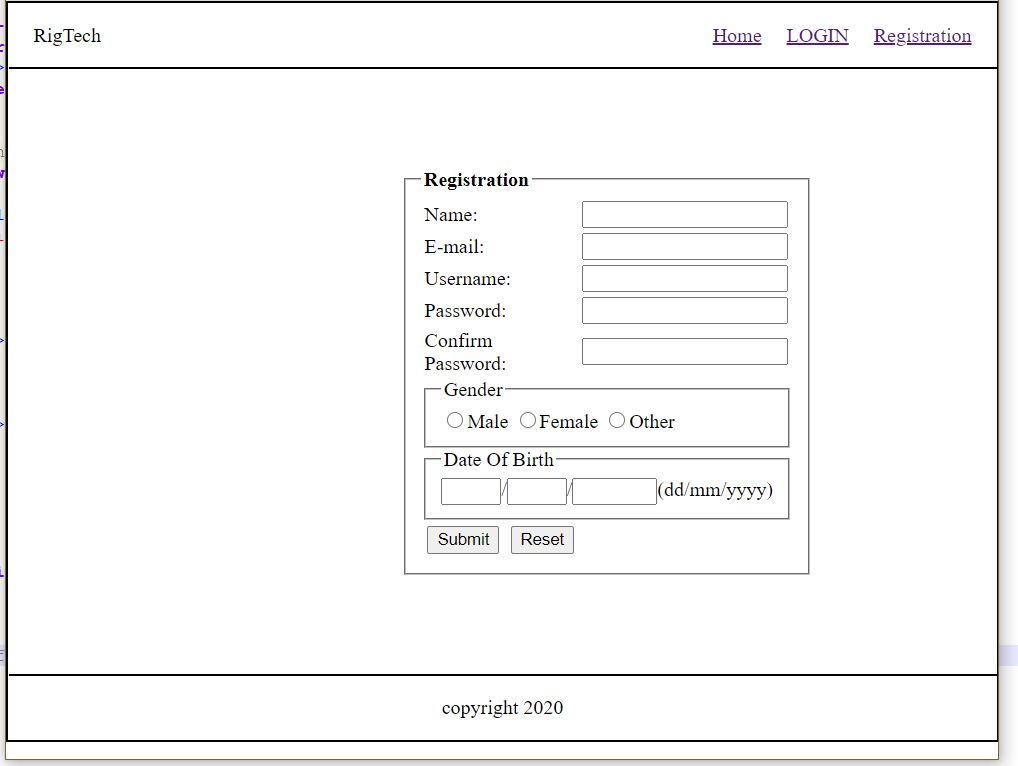 RigTech Home LOGIN Registration
Registration
Name:
E-mail:
Username:
Password:
Confirm
Password:
Gender
Male Female Other
Date Of Birth
/ / (dd/mm/yyyy)
Submit Reset
copyright 2020